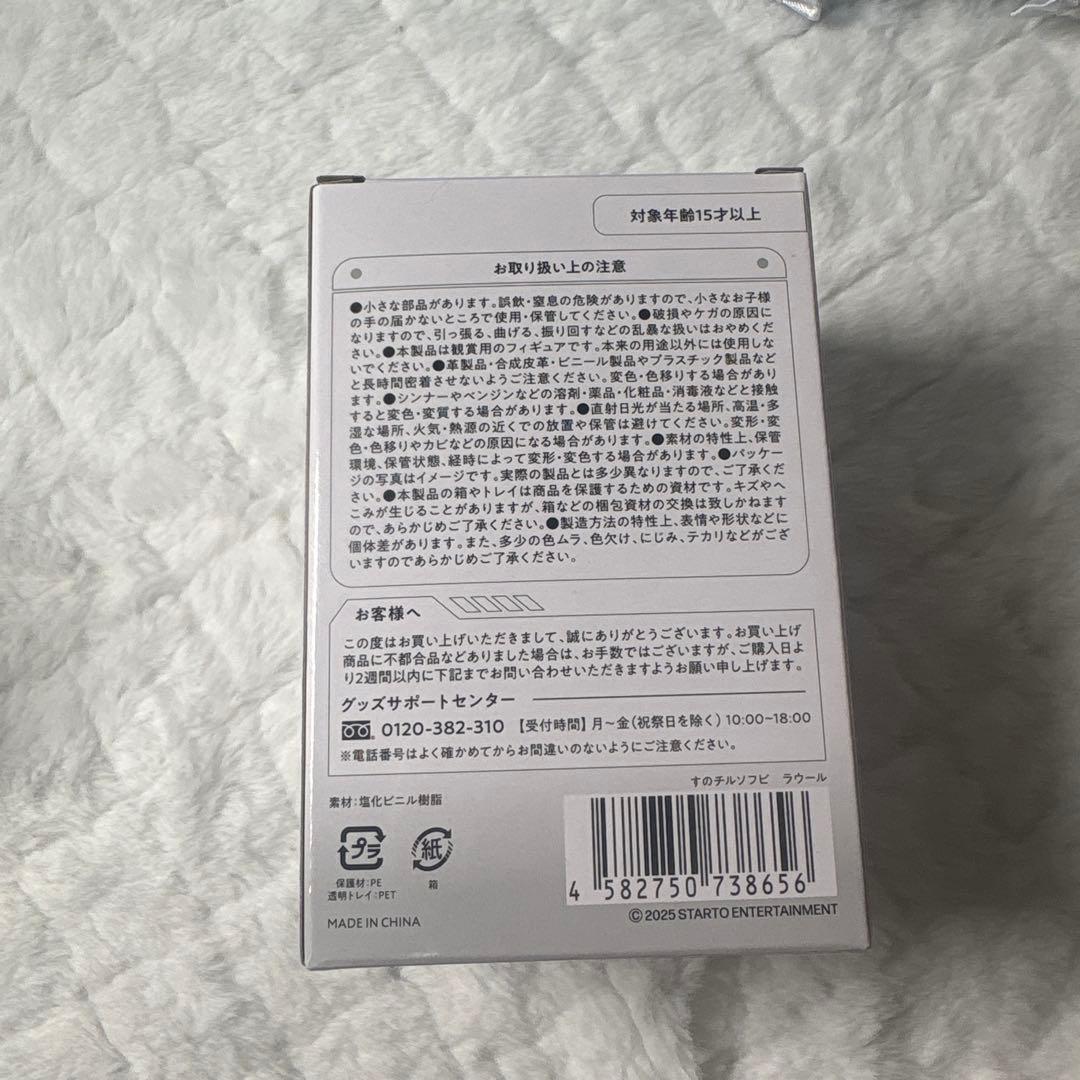 対象年齢15才以上
お取り扱い上の注意
●小さな部品があります。誤飲・窒息の危険がありますので、小さなお子様
の手の届かないところで使用・保管してください。●破損やケガの原因に
なりますので、引っ張る、曲げる、振り回すなどの乱暴な扱いはおやめくだ
さい。●本製品は観賞用のフィギュアです。本来の用途以外には使用しな
いでください。●革製品・合成皮革・ビニール製品やプラスチック製品など
と長時間密着させないようご注意ください。変色・色移りする場合があり
ます。●シンナーやベンジンなどの溶剤・薬品・化粧品・消毒液などと接触
すると変色・変質する場合があります。●直射日光が当たる場所、高温・多
湿な場所、火気・熱源の近くでの放置や保管は避けてください。変形・変
色・色移りやカビなどの原因になる場合があります。●素材の特性上、保管
環境、保管状態、経時によって変形・変色する場合があります。●パッケー
ジの写真はイメージです。実際の製品とは多少異なりますので、ご了承くだ
さい。●本製品の箱やトレイは商品を保護するための資材です。キズやへ
こみが生じることがありますが、箱などの梱包資材の交換は致しかねます
ので、あらかじめご了承ください。●製造方法の特性上、表情や形状などに
個体差があります。また、多少の色ムラ、色欠け、にじみ、テカリなどがござ
いますのであらかじめご了承ください。
お客様へ
この度はお買い上げいただきまして、誠にありがとうございます。お買い上げ
商品に不都合品などありました場合は、お手数ではございますが、ご購入日よ
り2週間以内に下記までお問い合わせいただきますようお願い申し上げます。
グッズサポートセンター
0120-382-310 【受付時間】月～金（祝祭日を除く）10:00~18:00
※電話番号はよく確かめてからお間違いのないようにご注意ください。
すのチルソフビ ラウール
素材：塩化ビニル樹脂
プラ
紙
保護材：PE
透明トレイ：PET
箱
4 582750 738656
MADE IN CHINA
© 2025 STARTO ENTERTAINMENT